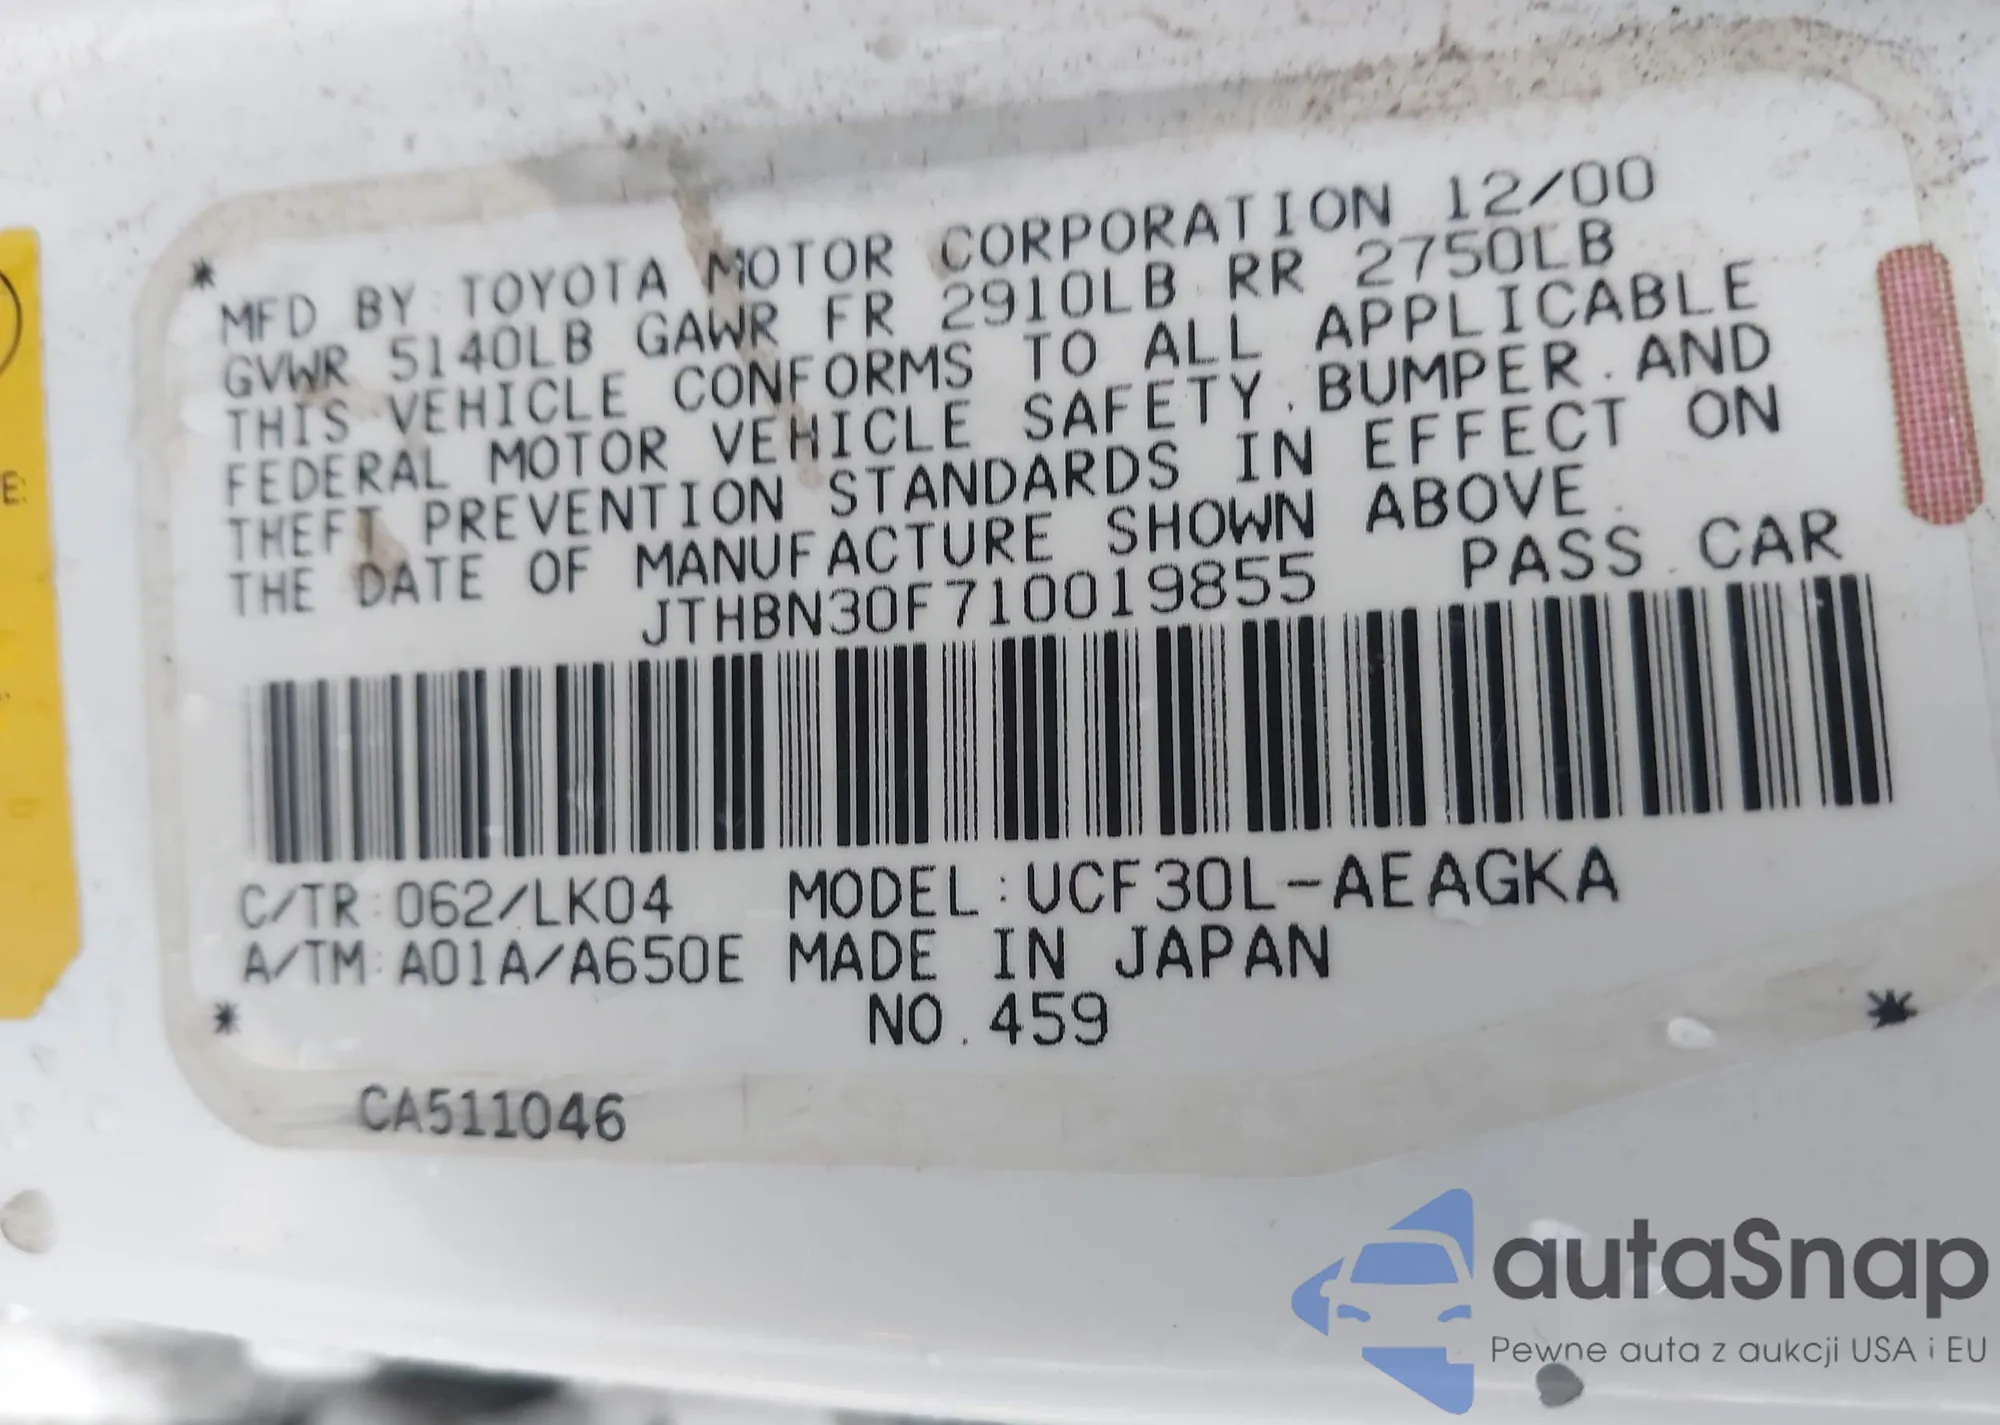 MFD BY TOYOTA MOTOR CORPORATION 12/00
GVWR 5140LB GAWR FR 2910LB RR 2750LB
THIS VEHICLE CONFORMS TO ALL APPLICABLE
FEDERAL MOTOR VEHICLE SAFETY. BUMPER. AND
THEFT PREVENTION STANDARDS IN EFFECT ON
THE DATE OF MANUFACTURE SHOWN ABOVE.
JTHBN30F710019855 PASS. CAR
C/TR:062/LK04 MODEL:UCF30L-AEAGKA
A/TM:A01A/A650E MADE IN JAPAN
NO.459
CA511046
E:
autaSnap
Pewne auta z aukcji USA i EU